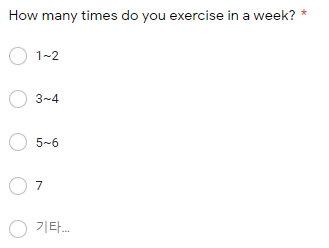 How many times do you exercise in a week? *
1~2
3~4
5~6
7
기타...